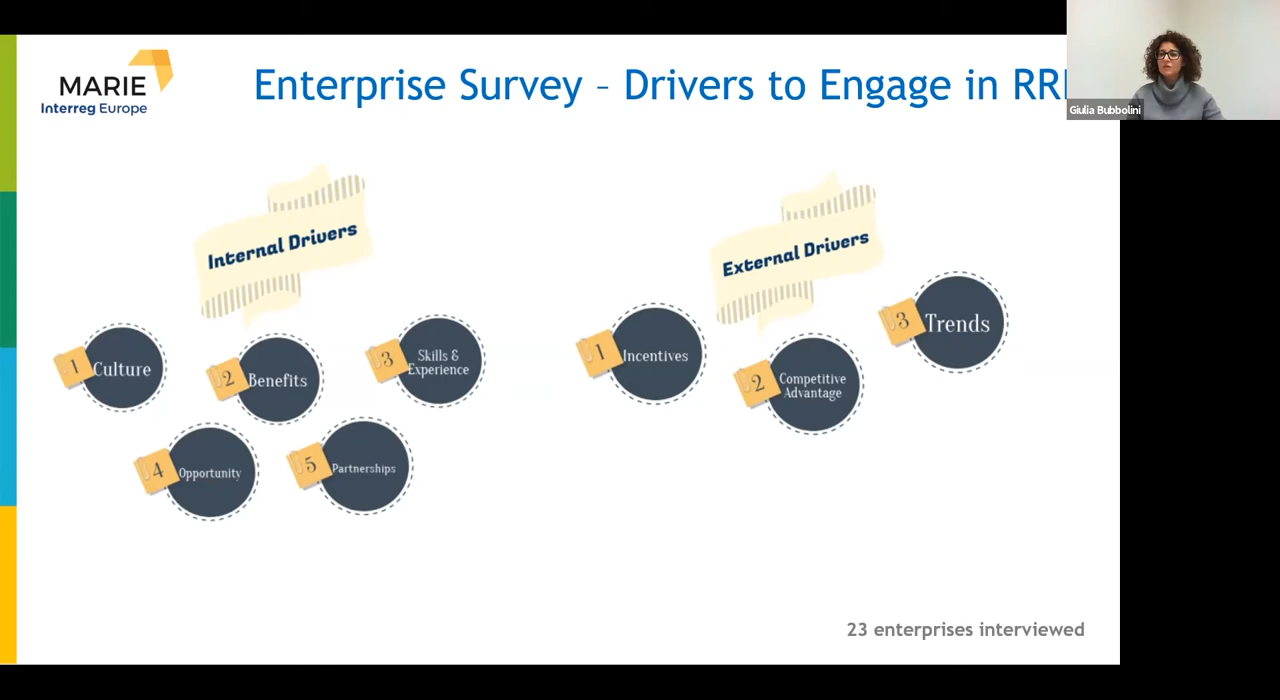 MARIE
Interreg Europe
Enterprise Survey – Drivers to Engage in
Giulia Bubbolini
Internal Drivers
1 Culture
2 Benefits
3 Skills &
Experience
4 Opportunity
5 Partnerships
External Drivers
1 Incentives
2 Competitive
Advantage
3 Trends
23 enterprises interviewed